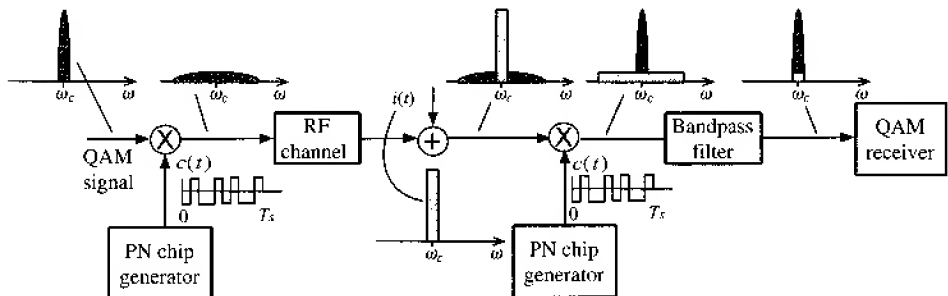 ω_c ω
ω_c ω
ω_c ω
ω_c ω
ω_c ω
i(t)
QAM
signal
c(t)
0 T_s
RF
channel
c(t)
0 T_s
Bandpass
filter
QAM
receiver
PN chip
generator
ω_c ω
PN chip
generator